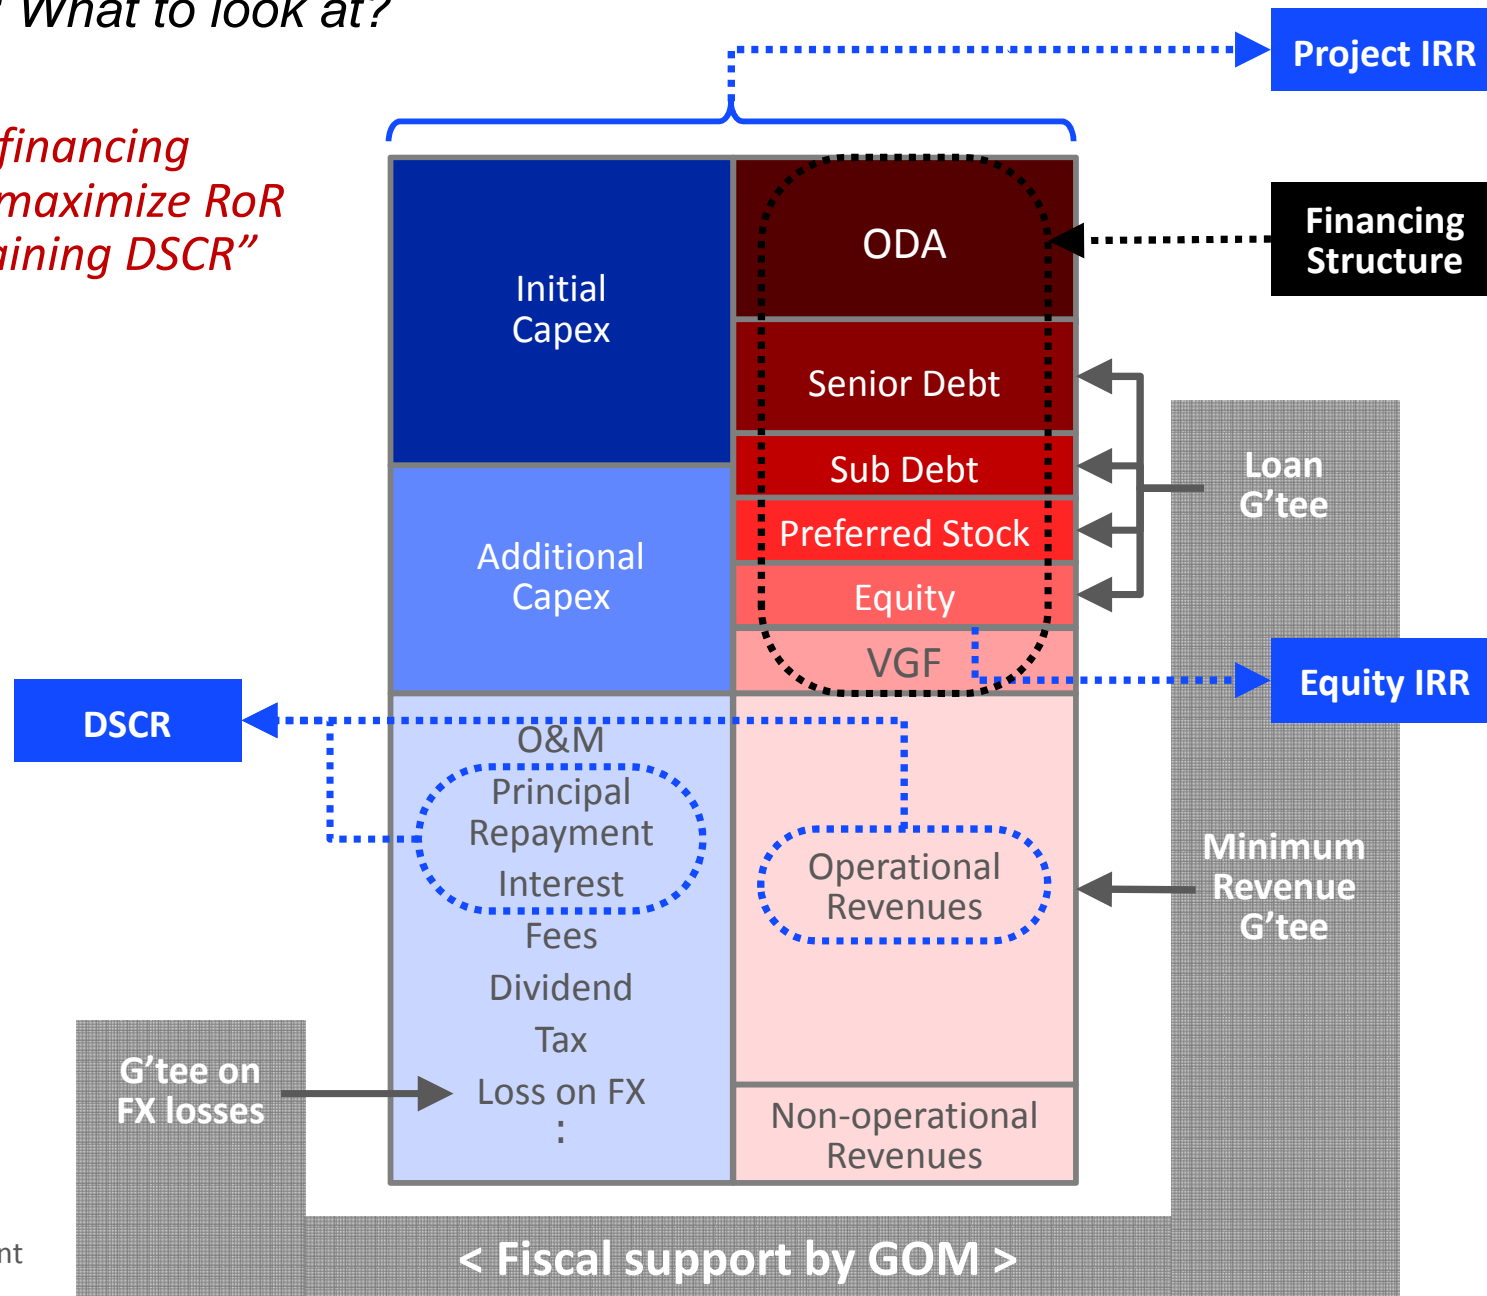 What to look at?
Project IRR
financing
maximize RoR
DSCR”
Financing
Structure
ODA
Initial
Capex
Senior Debt
Sub Debt
Loan
G’tee
Preferred Stock
Additional
Capex
Equity
VGF
Equity IRR
DSCR
O&M
Principal
Repayment
Interest
Fees
Dividend
Tax
Loss on FX
:
Operational
Revenues
Minimum
Revenue
G’tee
G’tee on
FX losses
Non-operational
Revenues
< Fiscal support by GOM >